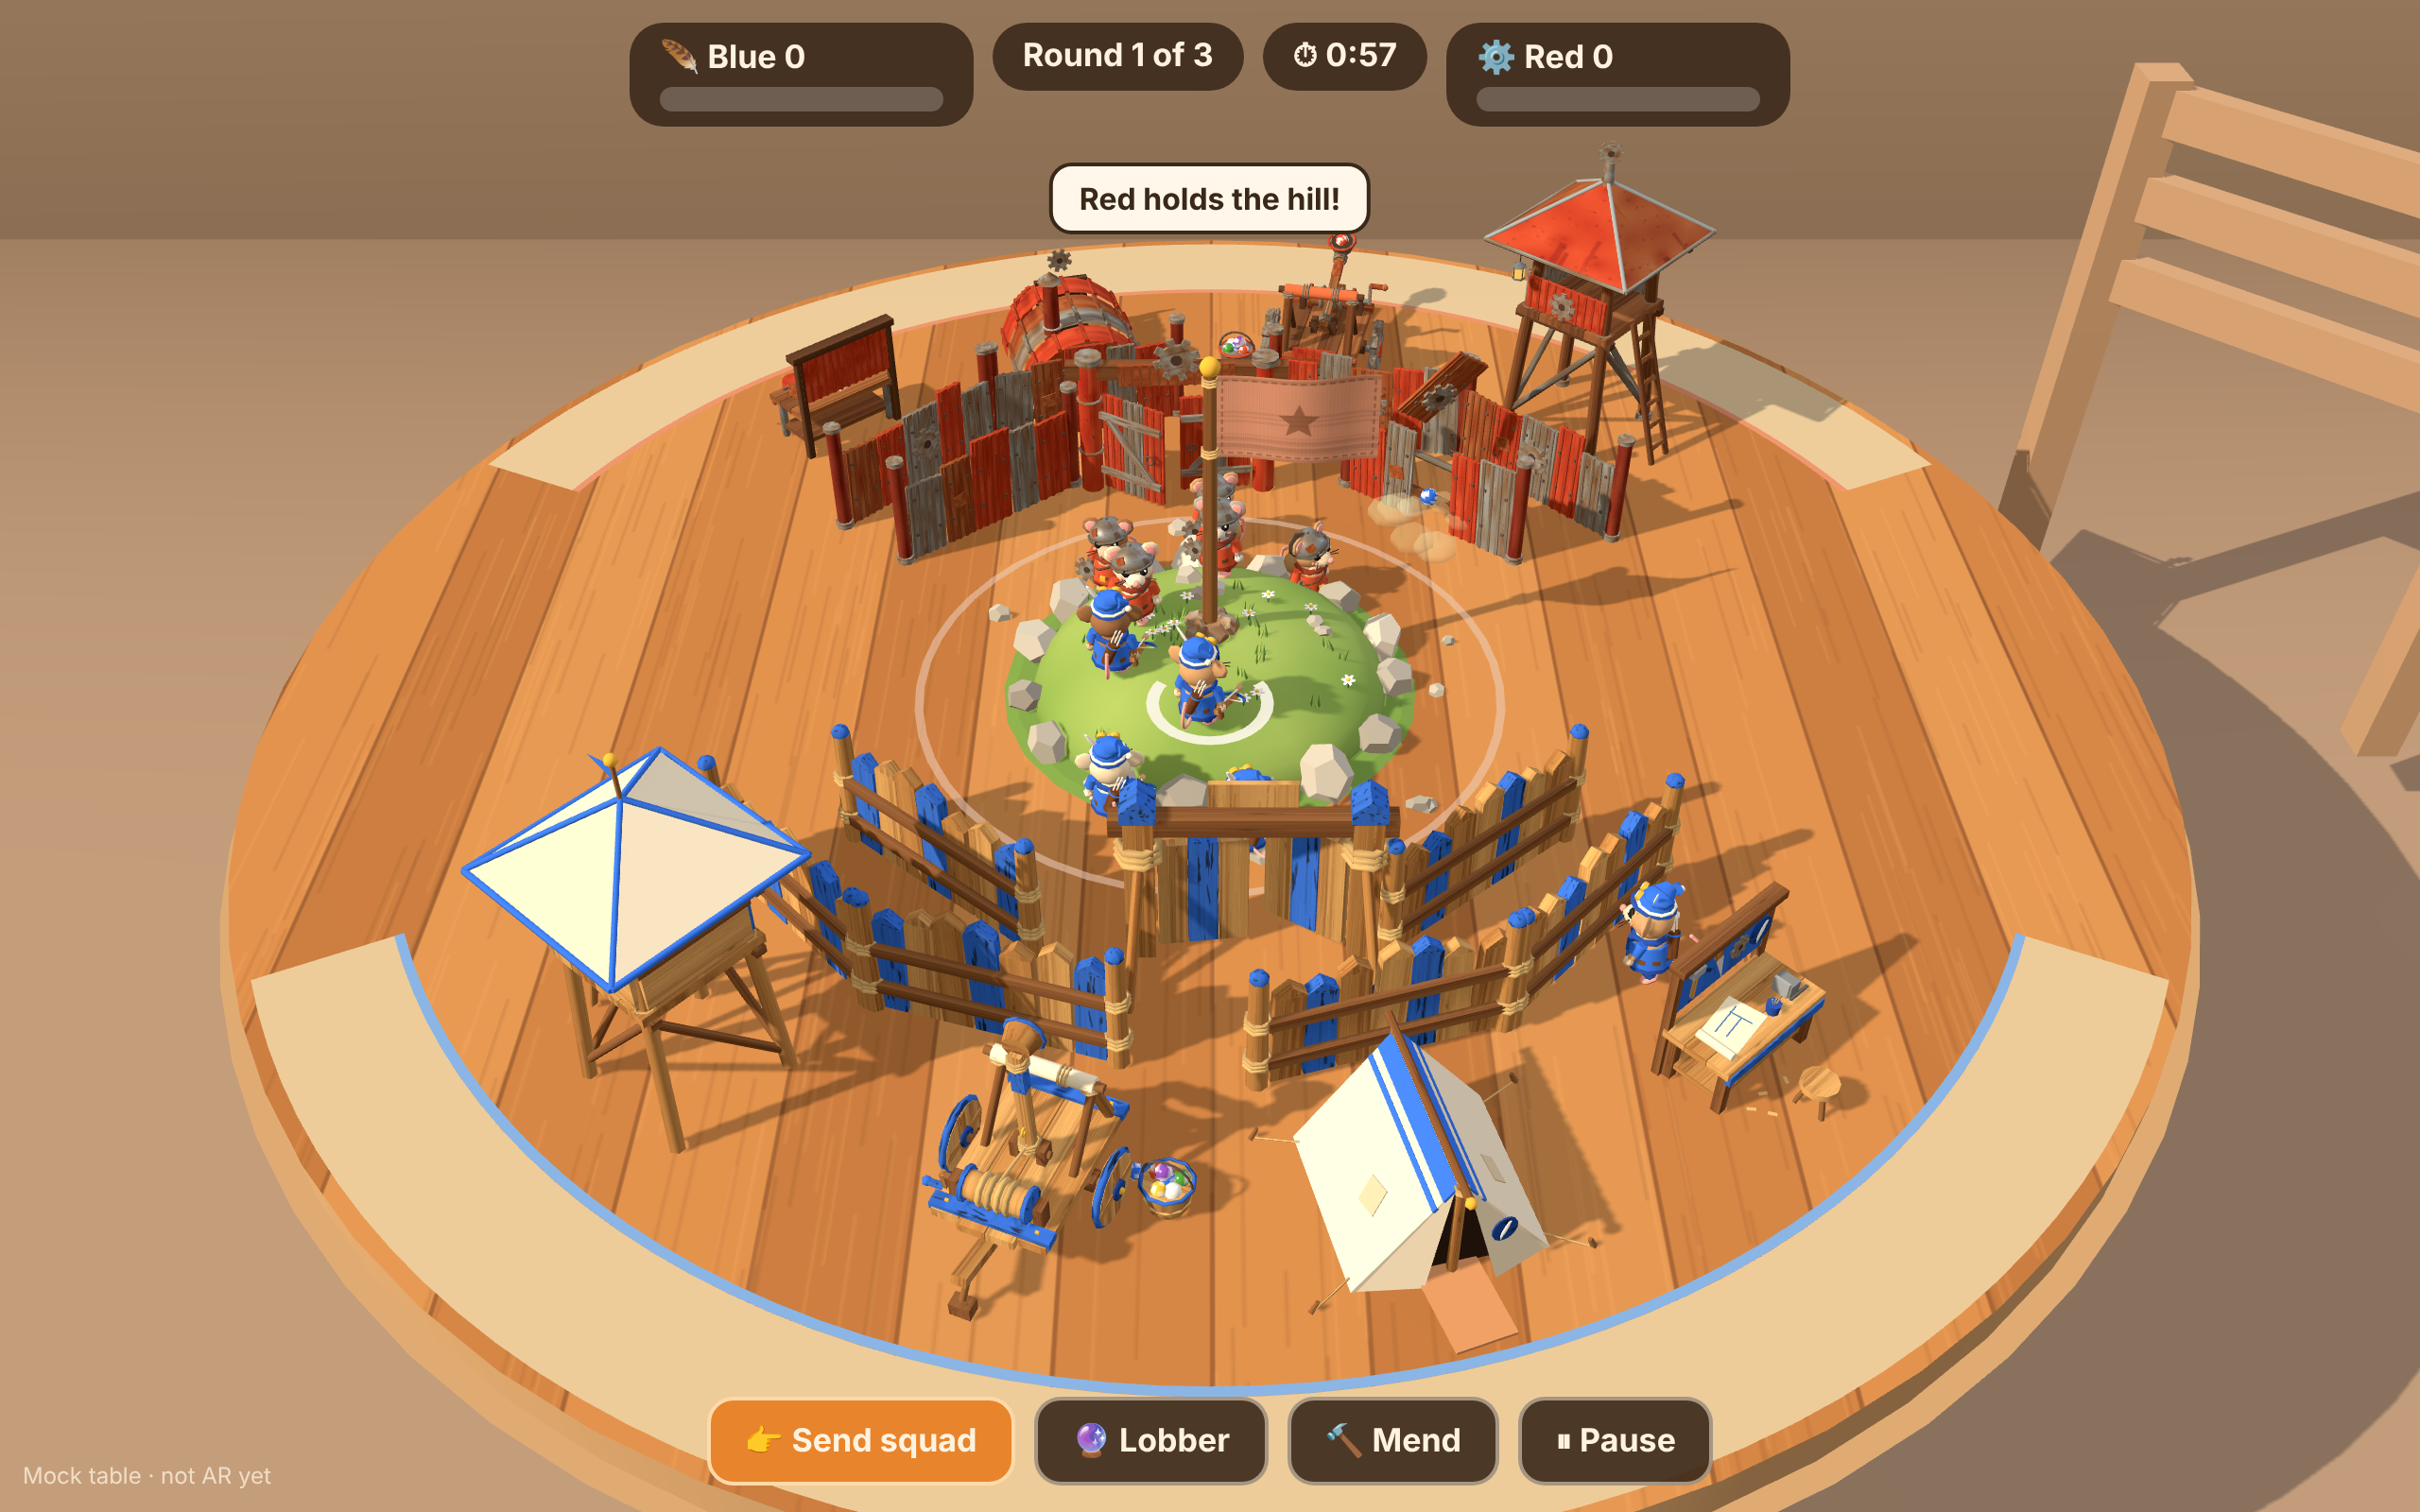 Blue 0
Round 1 of 3
0:57
Red 0
Red holds the hill!
Send squad
Lobber
Mend
Pause
Mock table · not AR yet